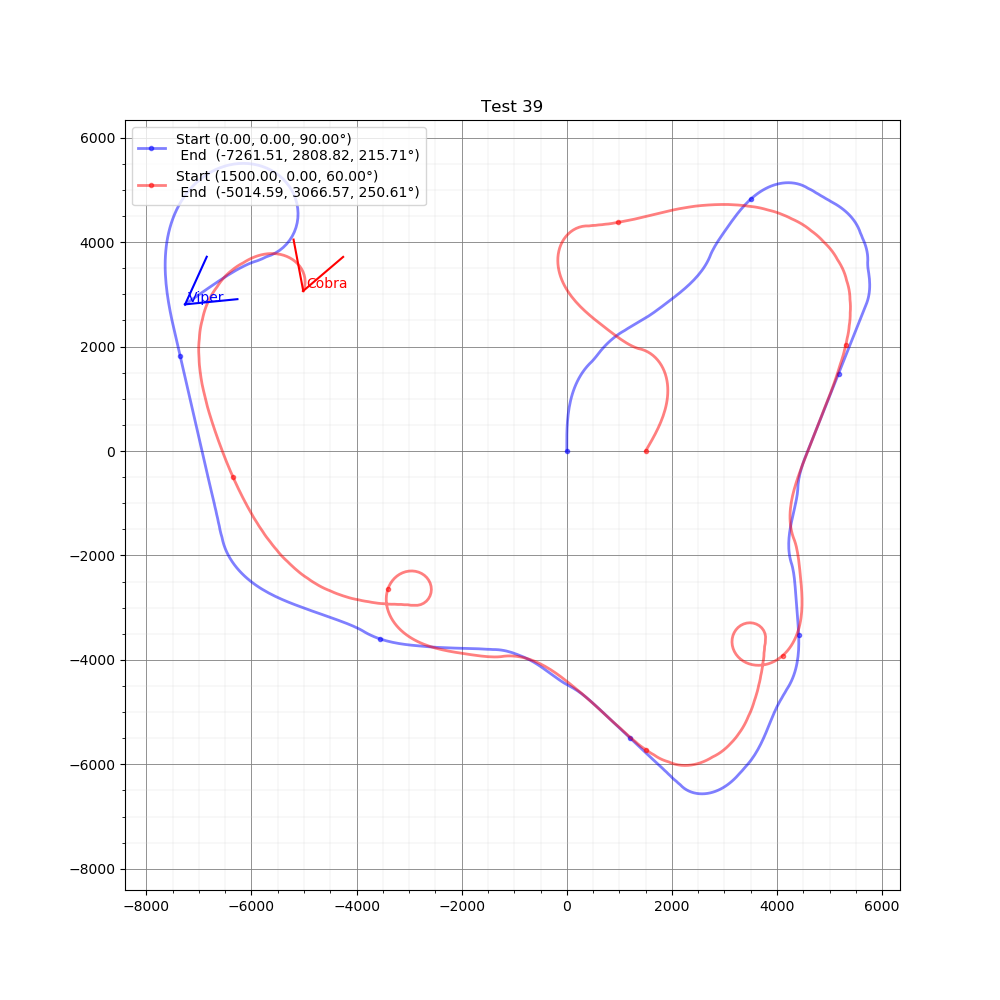 Test 39
Start (0.00, 0.00, 90.00°)
End  (-7261.51, 2808.82, 215.71°)
Start (1500.00, 0.00, 60.00°)
End  (-5014.59, 3066.57, 250.61°)
6000
4000
Cobra
Viper
2000
0
−2000
−4000
−6000
−8000
−8000 −6000 −4000 −2000 0 2000 4000 6000